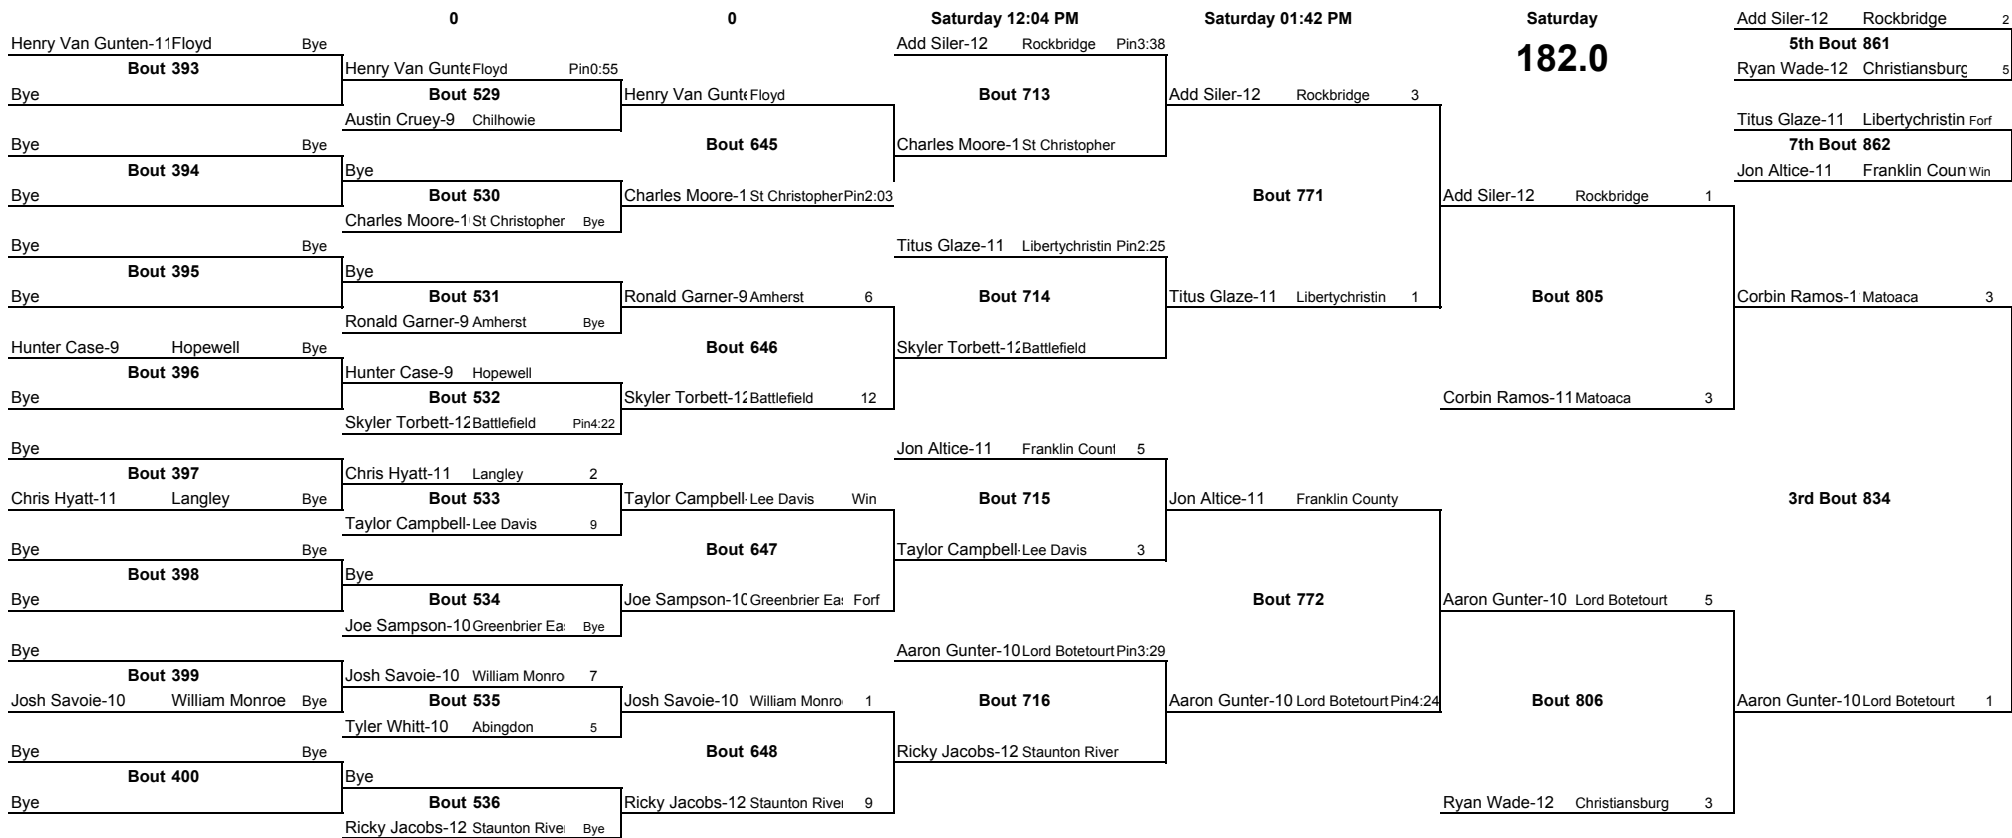 0 0 Saturday 12:04 PM Saturday 01:42 PM Saturday Add Siler-12 Rockbridge 2
Henry Van Gunten-11 Floyd Bye Add Siler-12 Rockbridge Pin3:38 182.0 5th Bout 861
Bout 393 Henry Van Gunte Floyd Pin0:55 Ryan Wade-12 Christiansburg 5
Bye Bout 529 Henry Van Gunte Floyd Bout 713 Add Siler-12 Rockbridge 3
Austin Cruey-9 Chilhowie Titus Glaze-11 Libertychristin Forf
Bye Bye Bout 645 Charles Moore-1 St Christopher 7th Bout 862
Bout 394 Bye Jon Altice-11 Franklin Coun Win
Bye Bout 530 Charles Moore-1 St Christopher Pin2:03 Bout 771 Add Siler-12 Rockbridge 1
Charles Moore-1 St Christopher Bye
Bye Bye Titus Glaze-11 Libertychristin Pin2:25
Bout 395 Bye
Bye Bout 531 Ronald Garner-9 Amherst 6 Bout 714 Titus Glaze-11 Libertychristin 1 Bout 805 Corbin Ramos-1 Matoaca 3
Ronald Garner-9 Amherst Bye
Hunter Case-9 Hopewell Bye Bout 646 Skyler Torbett-12 Battlefield
Bout 396 Hunter Case-9 Hopewell
Bye Bout 532 Skyler Torbett-12 Battlefield 12 Corbin Ramos-11 Matoaca 3
Skyler Torbett-12 Battlefield Pin4:22
Bye Jon Altice-11 Franklin Count 5
Bout 397 Chris Hyatt-11 Langley 2
Chris Hyatt-11 Langley Bye Bout 533 Taylor Campbell- Lee Davis Win Bout 715 Jon Altice-11 Franklin County 3rd Bout 834
Taylor Campbell- Lee Davis 9
Bye Bye Bout 647 Taylor Campbell- Lee Davis 3
Bout 398 Bye
Bye Bout 534 Joe Sampson-10 Greenbrier Eas Forf Bout 772 Aaron Gunter-10 Lord Botetourt 5
Joe Sampson-10 Greenbrier Eas Bye
Bye Aaron Gunter-10 Lord Botetourt Pin3:29
Bout 399 Josh Savoie-10 William Monro 7
Josh Savoie-10 William Monroe Bye Bout 535 Josh Savoie-10 William Monro 1 Bout 716 Aaron Gunter-10 Lord Botetourt Pin4:24 Bout 806 Aaron Gunter-10 Lord Botetourt 1
Tyler Whitt-10 Abingdon 5
Bye Bye Bout 648 Ricky Jacobs-12 Staunton River
Bout 400 Bye
Bye Bout 536 Ricky Jacobs-12 Staunton River 9 Ryan Wade-12 Christiansburg 3
Ricky Jacobs-12 Staunton River Bye